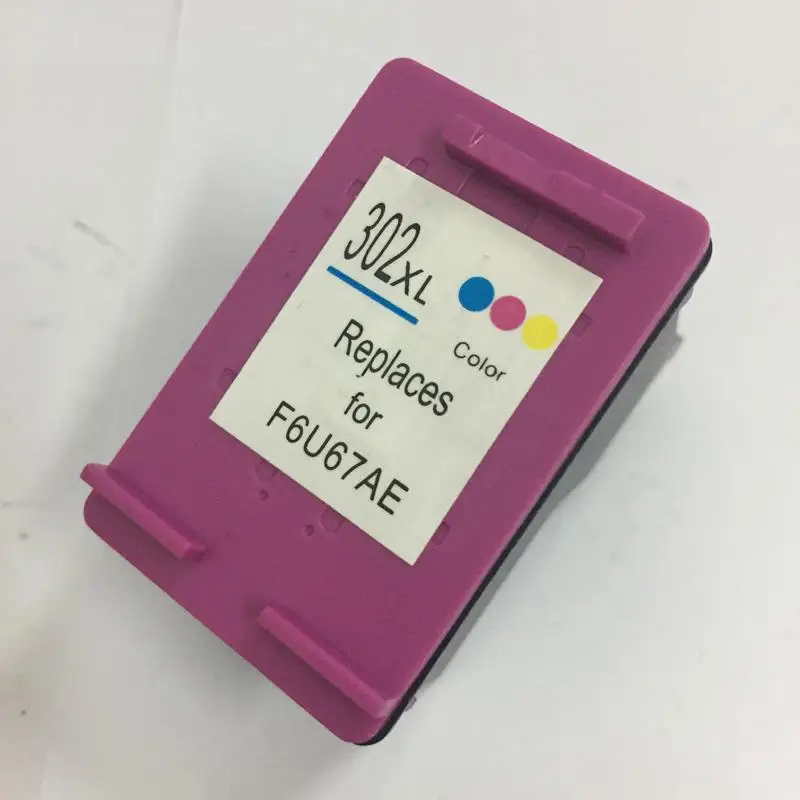 302XL
Color
Replaces
for
F6U67AE